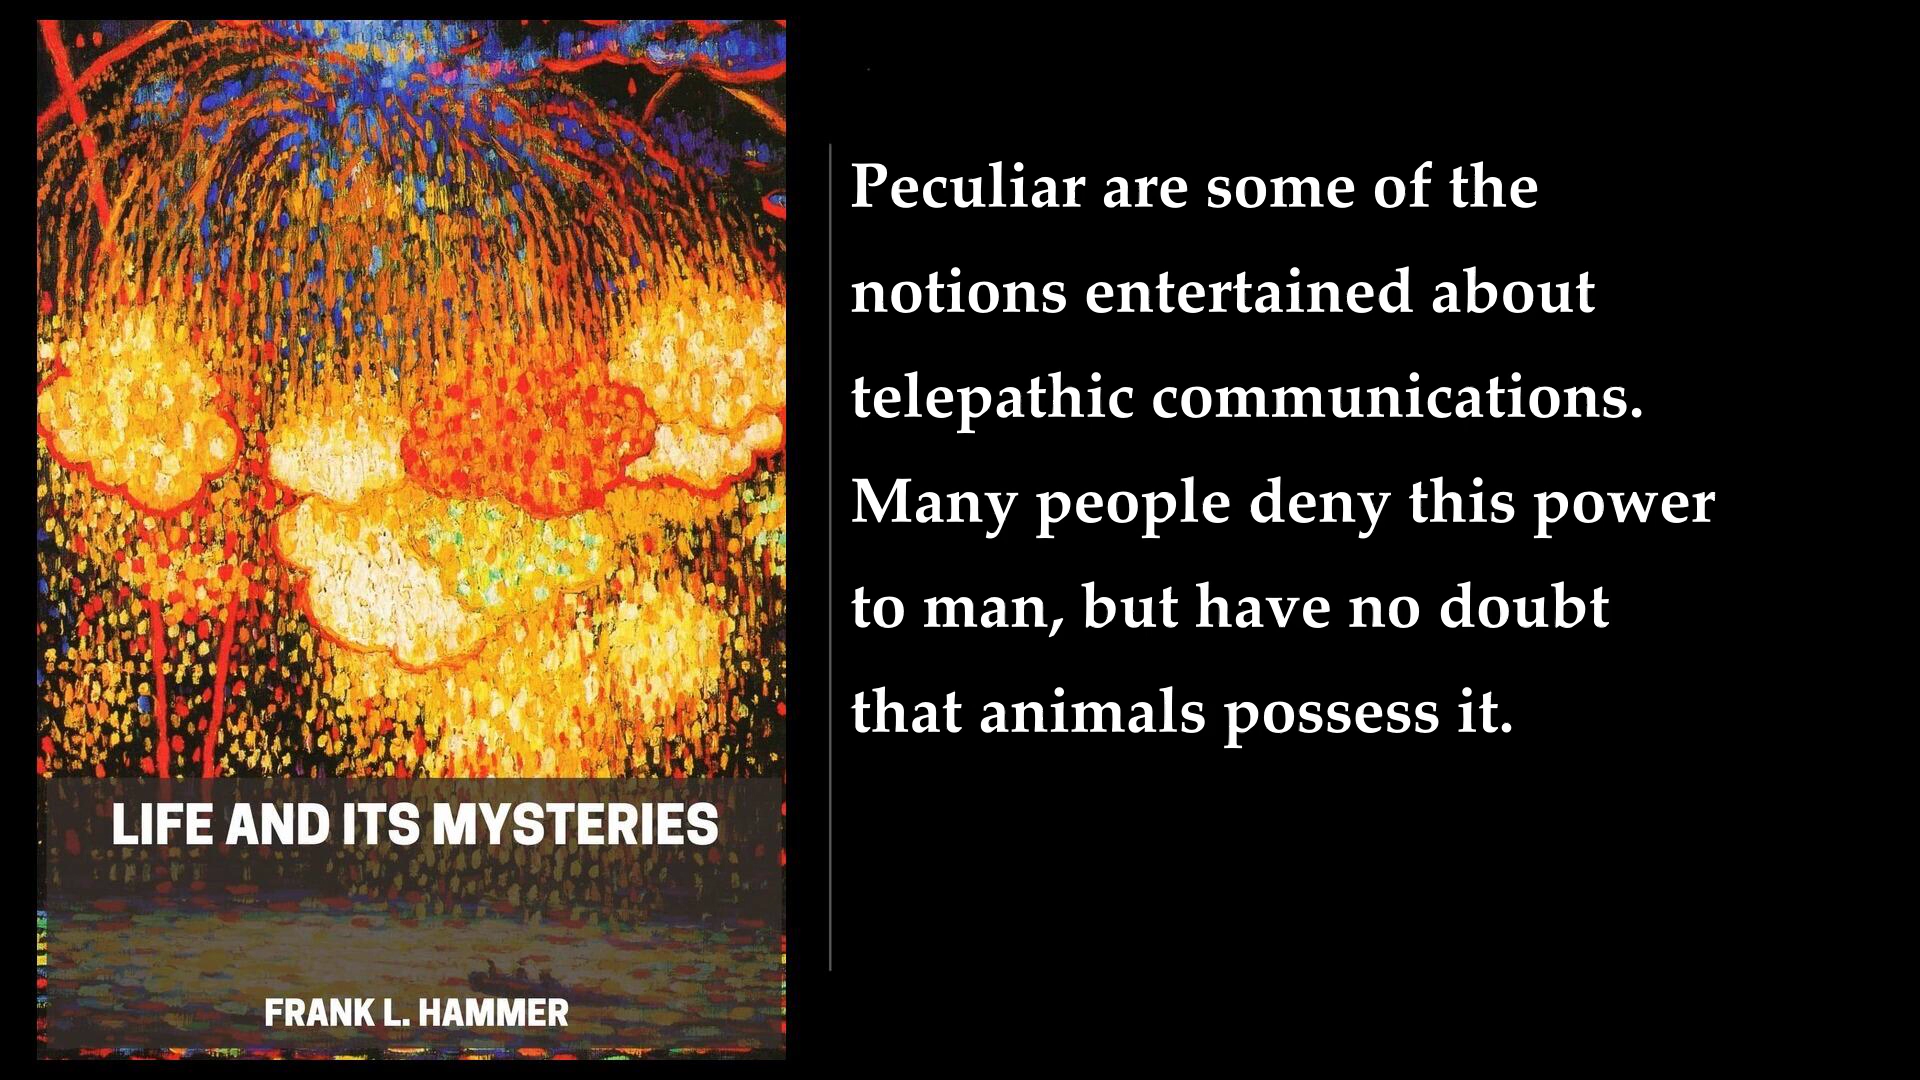 LIFE AND ITS MYSTERIES
FRANK L. HAMMER
Peculiar are some of the
notions entertained about
telepathic communications.
Many people deny this power
to man, but have no doubt
that animals possess it.